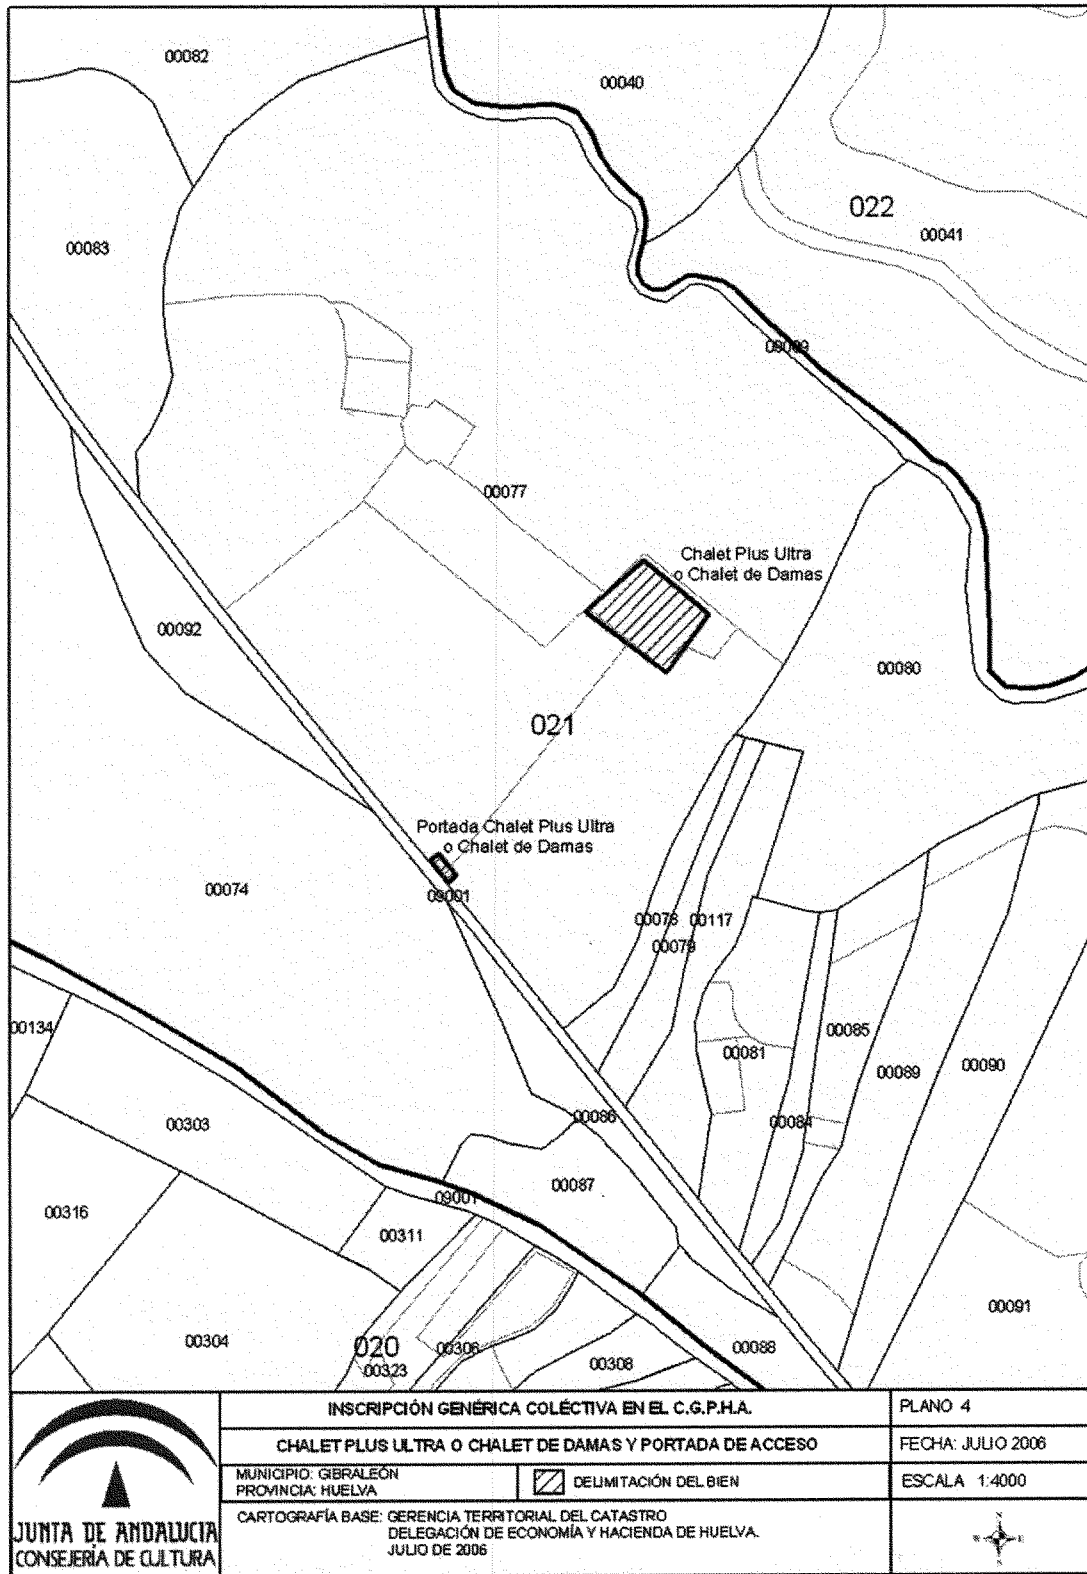 00082
00040
022
00041
00083
09009
00077
Chalet Plus Ultra
o Chalet de Damas
00092
00080
021
Portada Chalet Plus Ultra
o Chalet de Damas
00074
09001
00078
00117
00079
00134
00085
00081
00089
00090
00303
00086
00084
00087
09001
00316
00311
00091
00304
020
00306
00088
00323
00308
INSCRIPCIÓN GENÉRICA COLECTIVA EN EL C.G.P.H.A.
PLANO 4
CHALET PLUS ULTRA O CHALET DE DAMAS Y PORTADA DE ACCESO
FECHA: JULIO 2006
MUNICIPIO: GIBRALEÓN
PROVINCIA: HUELVA
DELIMITACIÓN DEL BIEN
ESCALA 1:4000
CARTOGRAFÍA BASE: GERENCIA TERRITORIAL DEL CATASTRO
DELEGACIÓN DE ECONOMÍA Y HACIENDA DE HUELVA.
JULIO DE 2006
JUNTA DE ANDALUCIA
CONSEJERÍA DE CULTURA